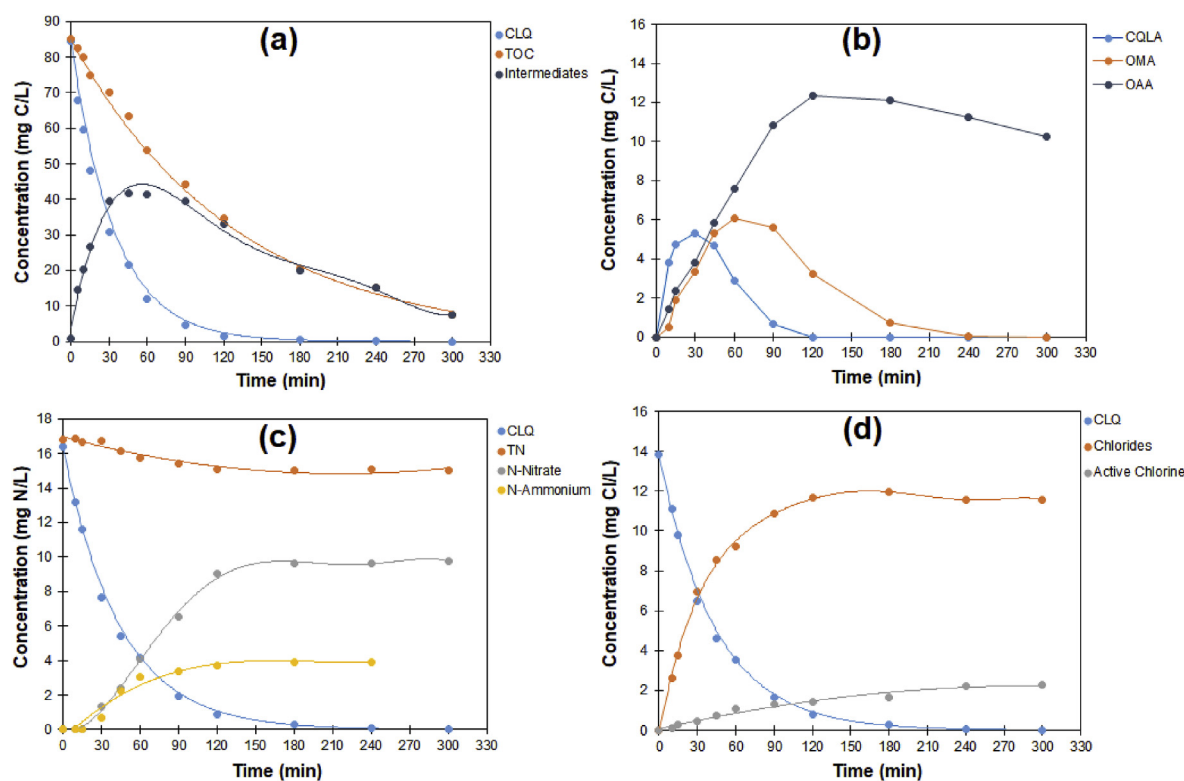 (a)
CLQ
TOC
Intermediates
Concentration (mg C/L)
90
80
70
60
50
40
30
20
10
0
0 30 60 90 120 150 180 210 240 270 300 330
Time (min)
(b)
CQLA
OMA
OAA
Concentration (mg C/L)
16
14
12
10
8
6
4
2
0
0 30 60 90 120 150 180 210 240 270 300 330
Time (min)
(c)
CLQ
TN
N-Nitrate
N-Ammonium
Concentration (mg N/L)
18
16
14
12
10
8
6
4
2
0
0 30 60 90 120 150 180 210 240 270 300 330
Time (min)
(d)
CLQ
Chlorides
Active Chlorine
Concentration (mg Cl/L)
16
14
12
10
8
6
4
2
0
0 30 60 90 120 150 180 210 240 270 300 330
Time (min)